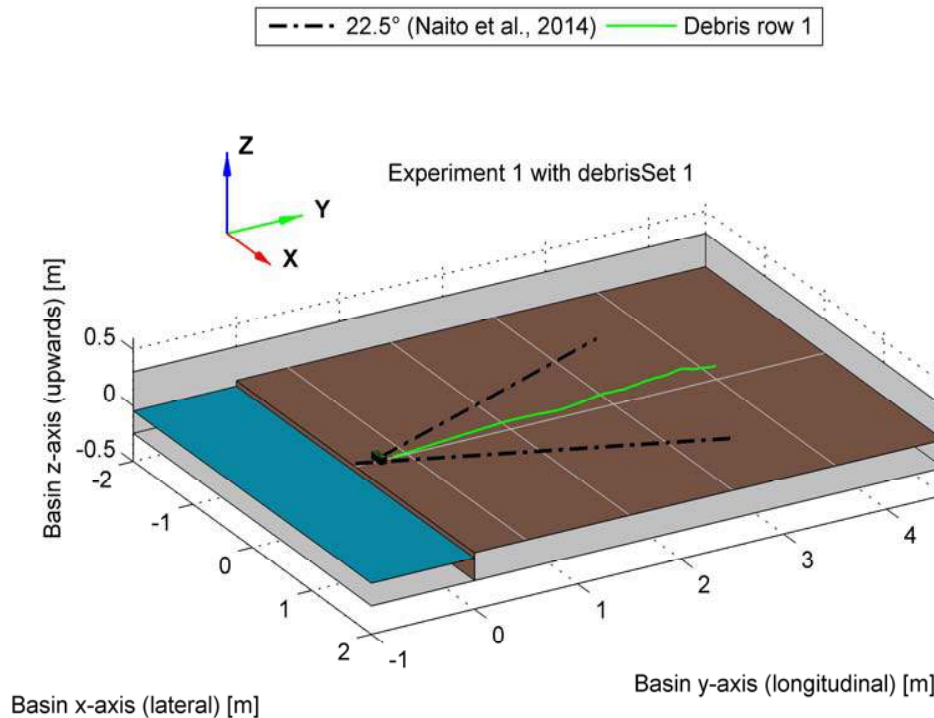 22.5° (Naito et al., 2014) Debris row 1
Z
Y
X
Experiment 1 with debrisSet 1
Basin z-axis (upwards) [m]
0.5
0
-0.5
-2
-1
0
1
2
-1
0
1
2
3
4
Basin x-axis (lateral) [m]
Basin y-axis (longitudinal) [m]